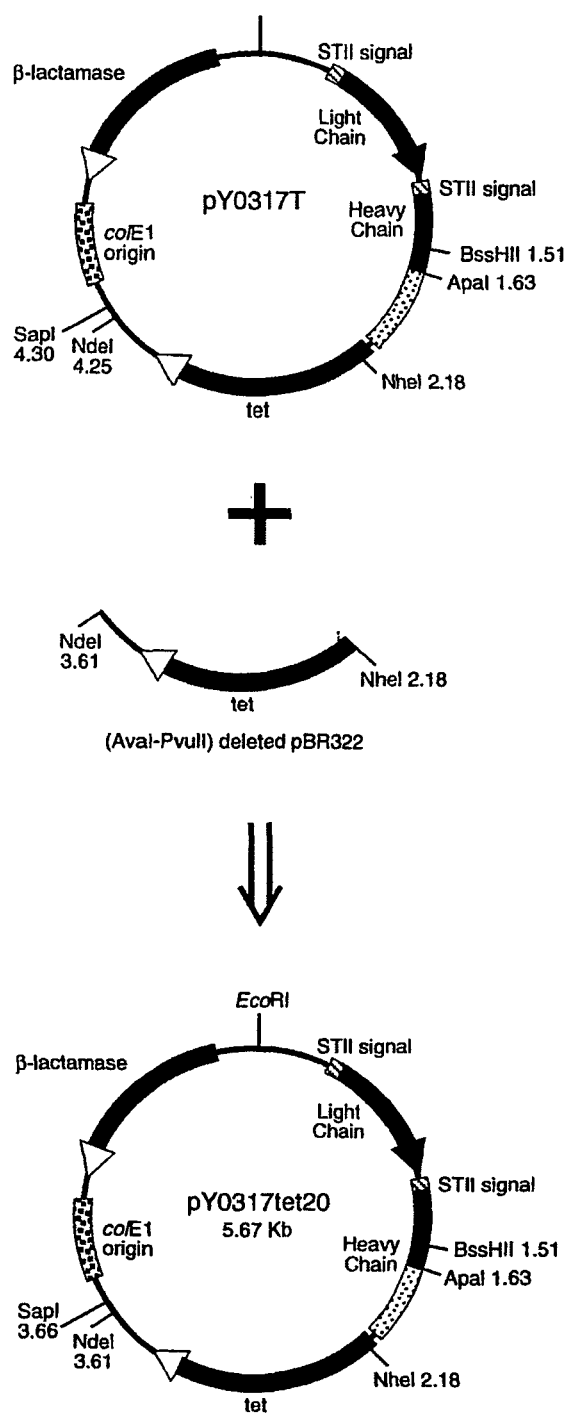 STII signal
β-lactamase
Light
Chain
pY0317T
STII signal
Heavy
Chain
colE1
origin
BssHII 1.51
ApaI 1.63
SapI
4.30
NdeI
4.25
NheI 2.18
tet
+
NdeI
3.61
NheI 2.18
tet
(AvaI-PvuII) deleted pBR322
EcoRI
STII signal
β-lactamase
Light
Chain
pY0317tet20
5.67 Kb
STII signal
Heavy
Chain
colE1
origin
BssHII 1.51
ApaI 1.63
SapI
3.66
NdeI
3.61
NheI 2.18
tet